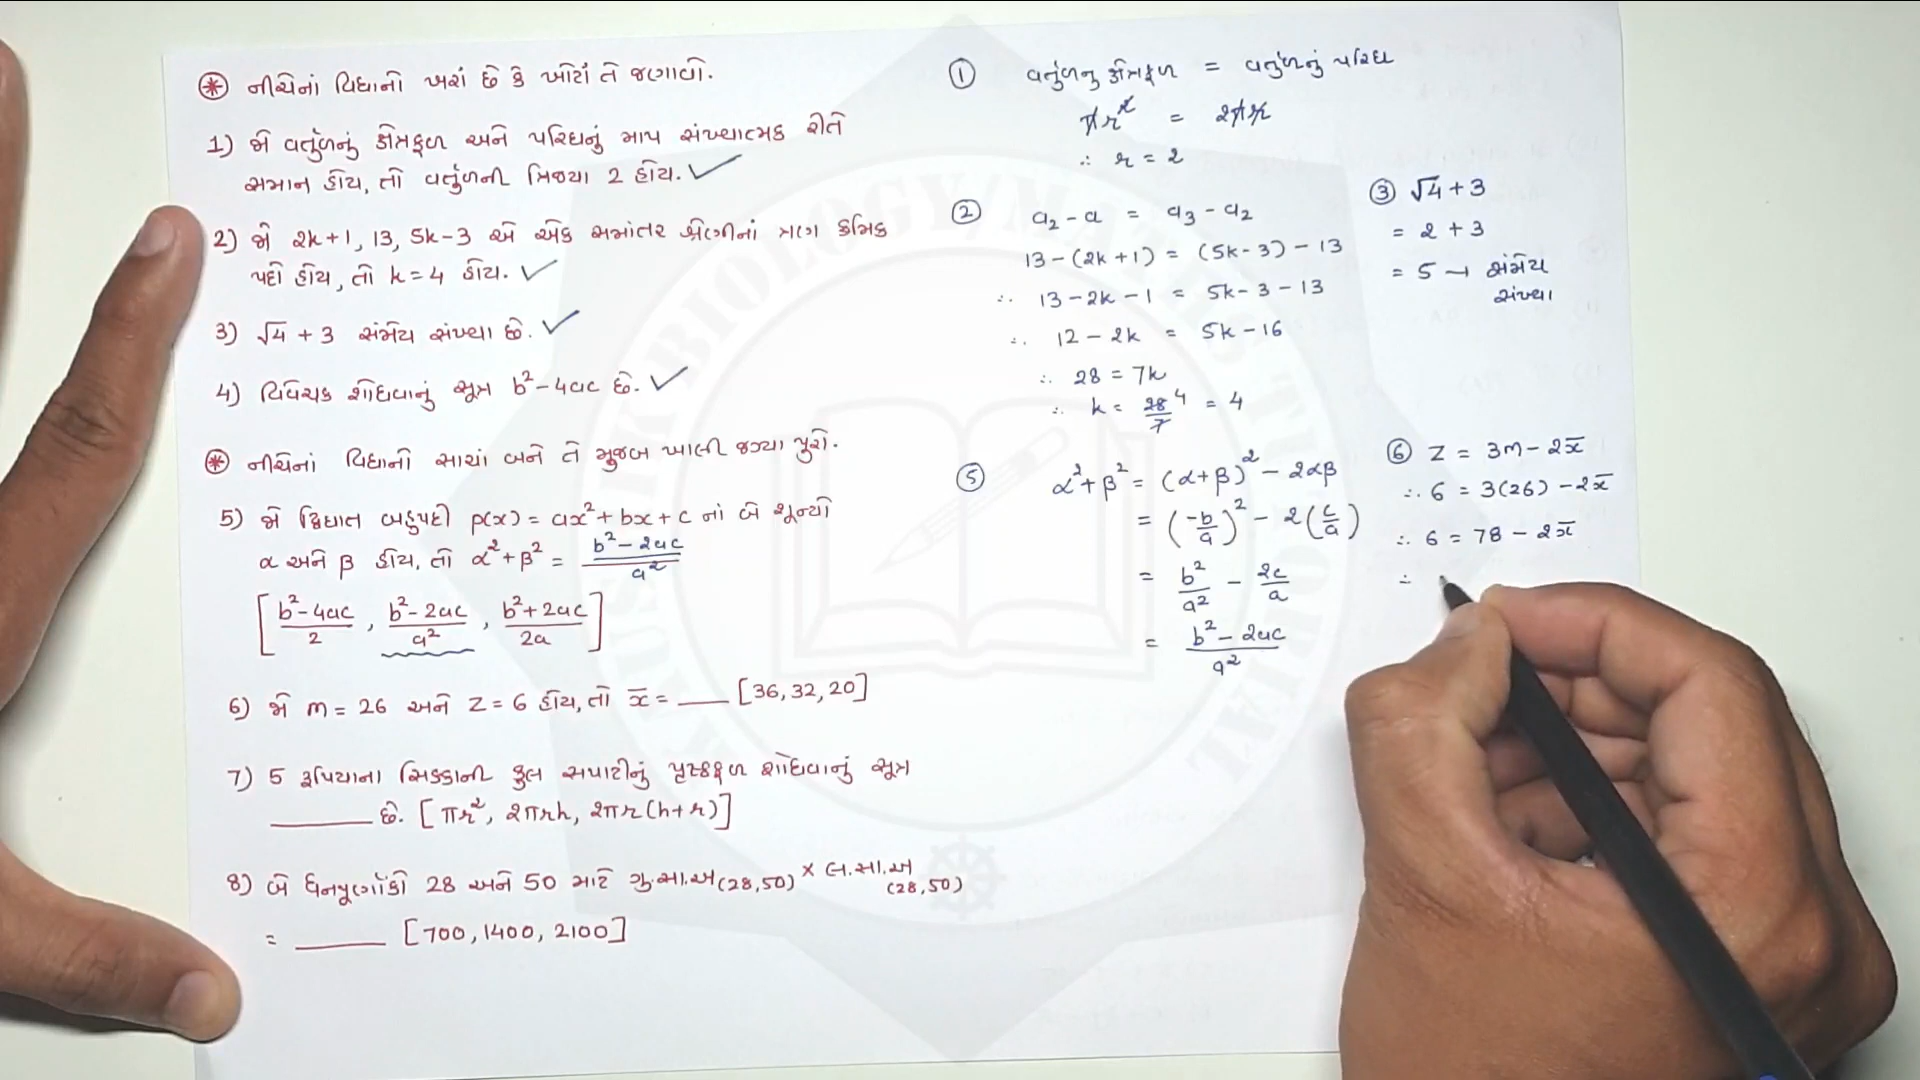 * નીચેનાં વિધાનો ખરાં છે કે ખોટાં તે જણાવો.
1) જો વર્તુળનું ક્ષેત્રફળ અને પરિઘનું માપ સંખ્યાત્મક રીતે
સમાન હોય, તો વર્તુળની ત્રિજ્યા 2 હોય. ✓
2) જો 2k+1, 13, 5k-3 એ એક સમાંતર શ્રેણીનાં ત્રણ ક્રમિક
પદો હોય, તો k=4 હોય. ✓
3) √4 + 3 સંમેય સંખ્યા છે. ✓
4) વિવેચક શોધવાનું સૂત્ર b²-4ac છે. ✓
* નીચેનાં વિધાનો સાચાં બને તે મુજબ ખાલી જગ્યા પુરો.
5) જો દ્વિઘાત બહુપદી p(x) = ax²+bx+c નાં બે શૂન્યો
α અને β હોય, તો α²+β² = (b²-2ac)/a²
[(b²-4ac)/2, (b²-2ac)/a², (b²+2ac)/2a]
6) જો m = 26 અને Z = 6 હોય, તો x̄ = ___ [36, 32, 20]
7) 5 રૂપિયાના સિક્કાની કુલ સપાટીનું પૃષ્ઠફળ શોધવાનું સૂત્ર
______ છે. [πr², 2πrh, 2πr(h+r)]
8) બે ધનપૂર્ણાંકો 28 અને 50 માટે ગુ.સા.અ (28,50) × લ.સા.અ (28,50)
= ______ [700, 1400, 2100]
① વર્તુળનુ ક્ષેત્રફળ = વર્તુળનું પરિઘ
πr² = 2πr
∴ r = 2
② a₂ - a = a₃ - a₂
13-(2k+1) = (5k-3)-13
∴ 13-2k-1 = 5k-3-13
∴ 12-2k = 5k-16
∴ 28 = 7k
∴ k = 28/7 4 = 4
③ √4 + 3
= 2 + 3
= 5 → સંમેય
સંખ્યા
⑤ α²+β² = (α+β)² - 2αβ
= (-b/a)² - 2(c/a)
= b²/a² - 2c/a
= (b²-2ac)/a²
⑥ Z = 3m - 2x̄
∴ 6 = 3(26) - 2x̄
∴ 6 = 78 - 2x̄
∴